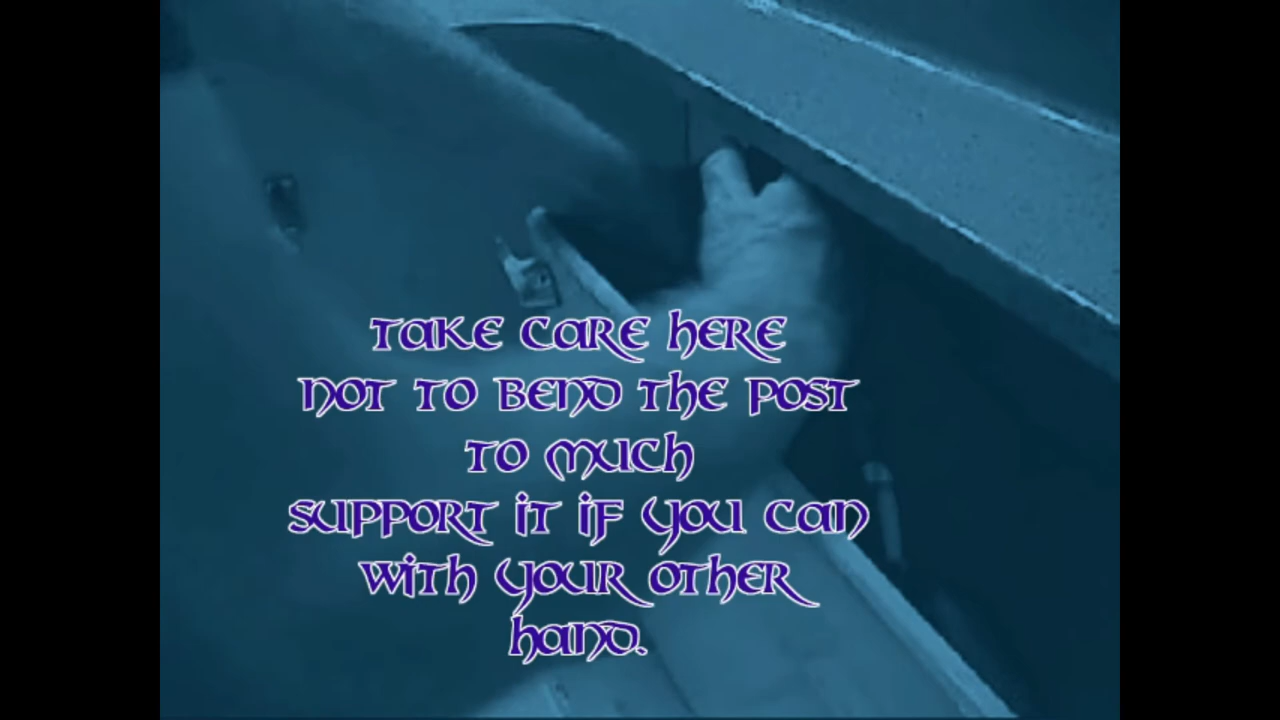 Take care here
not to bend the post
to much
support it if you can
with your other
hand.